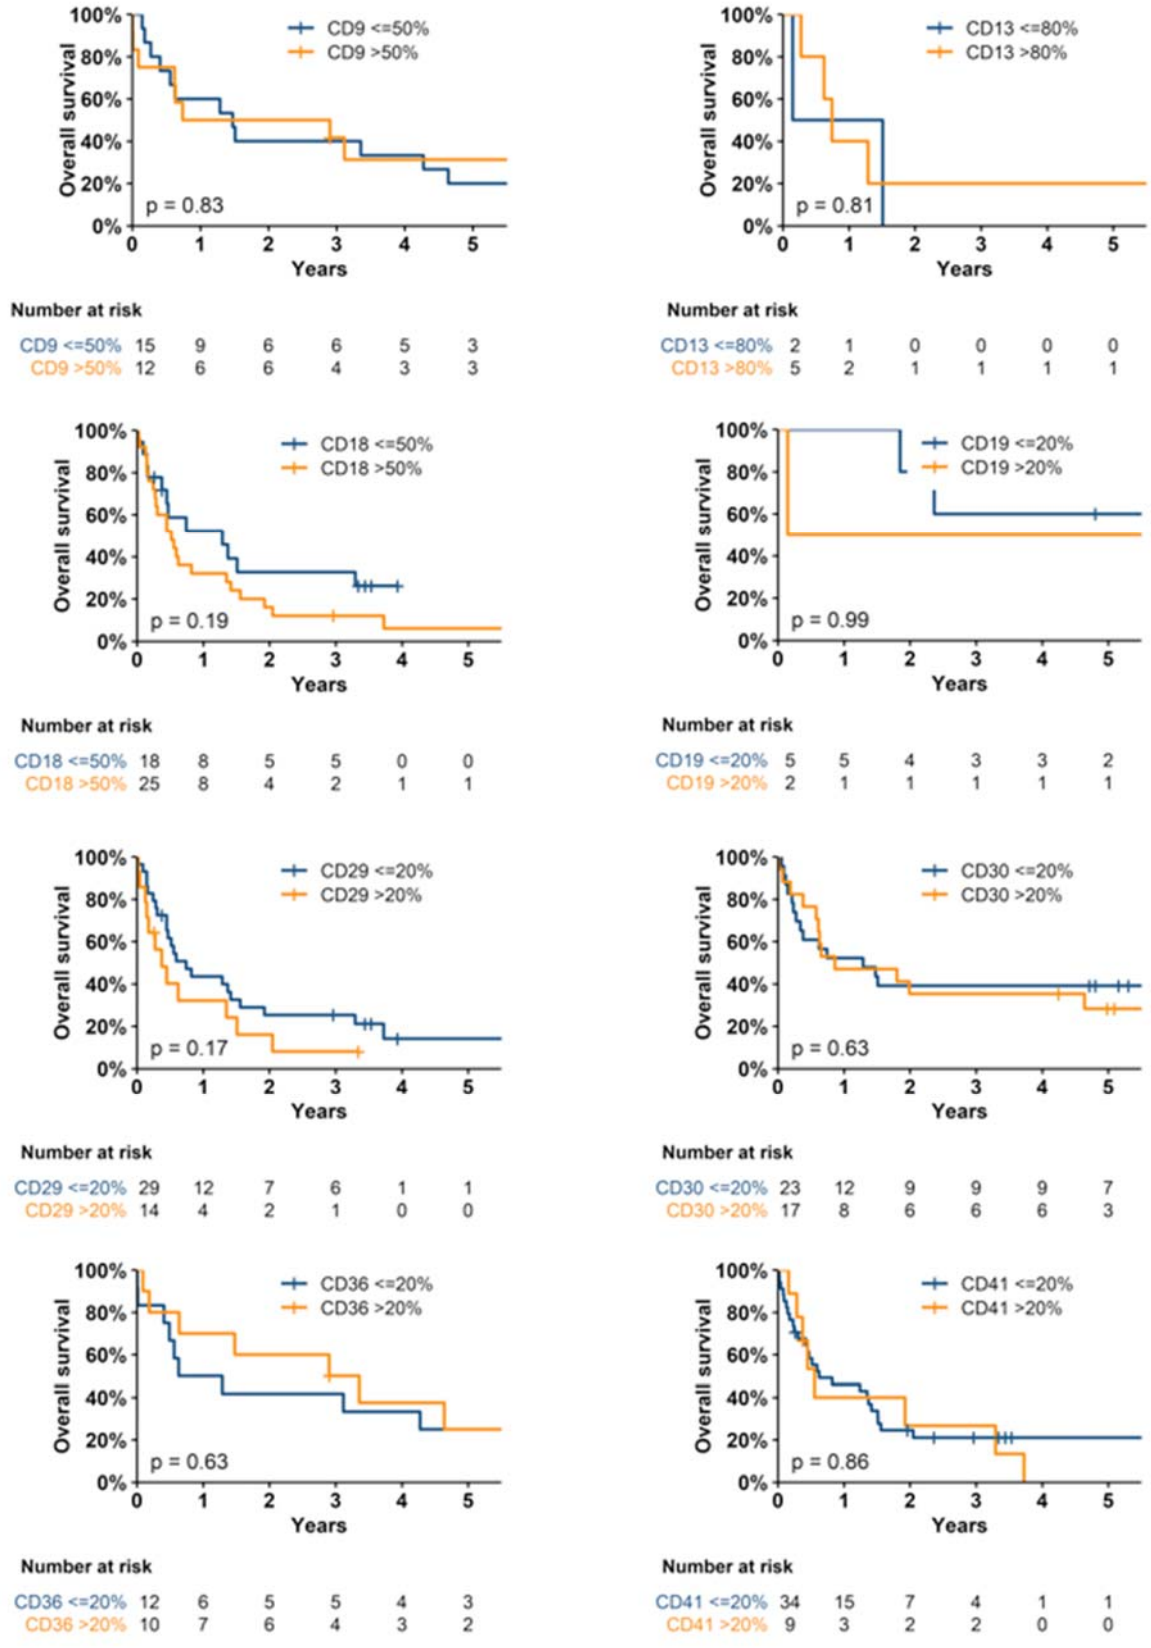 100%
80%
60%
40%
20%
0%
Overall survival
CD9 <=50%
CD9 >50%
p = 0.83
0 1 2 3 4 5
Years
Number at risk
CD9 <=50% 15 9 6 6 5 3
CD9 >50% 12 6 6 4 3 3
100%
80%
60%
40%
20%
0%
Overall survival
CD13 <=80%
CD13 >80%
p = 0.81
0 1 2 3 4 5
Years
Number at risk
CD13 <=80% 2 1 0 0 0 0
CD13 >80% 5 2 1 1 1 1
100%
80%
60%
40%
20%
0%
Overall survival
CD18 <=50%
CD18 >50%
p = 0.19
0 1 2 3 4 5
Years
Number at risk
CD18 <=50% 18 8 5 5 0 0
CD18 >50% 25 8 4 2 1 1
100%
80%
60%
40%
20%
0%
Overall survival
CD19 <=20%
CD19 >20%
p = 0.99
0 1 2 3 4 5
Years
Number at risk
CD19 <=20% 5 5 4 3 3 2
CD19 >20% 2 1 1 1 1 1
100%
80%
60%
40%
20%
0%
Overall survival
CD29 <=20%
CD29 >20%
p = 0.17
0 1 2 3 4 5
Years
Number at risk
CD29 <=20% 29 12 7 6 1 1
CD29 >20% 14 4 2 1 0 0
100%
80%
60%
40%
20%
0%
Overall survival
CD30 <=20%
CD30 >20%
p = 0.63
0 1 2 3 4 5
Years
Number at risk
CD30 <=20% 23 12 9 9 9 7
CD30 >20% 17 8 6 6 6 3
100%
80%
60%
40%
20%
0%
Overall survival
CD36 <=20%
CD36 >20%
p = 0.63
0 1 2 3 4 5
Years
Number at risk
CD36 <=20% 12 6 5 5 4 3
CD36 >20% 10 7 6 4 3 2
100%
80%
60%
40%
20%
0%
Overall survival
CD41 <=20%
CD41 >20%
p = 0.86
0 1 2 3 4 5
Years
Number at risk
CD41 <=20% 34 15 7 4 1 1
CD41 >20% 9 3 2 2 0 0